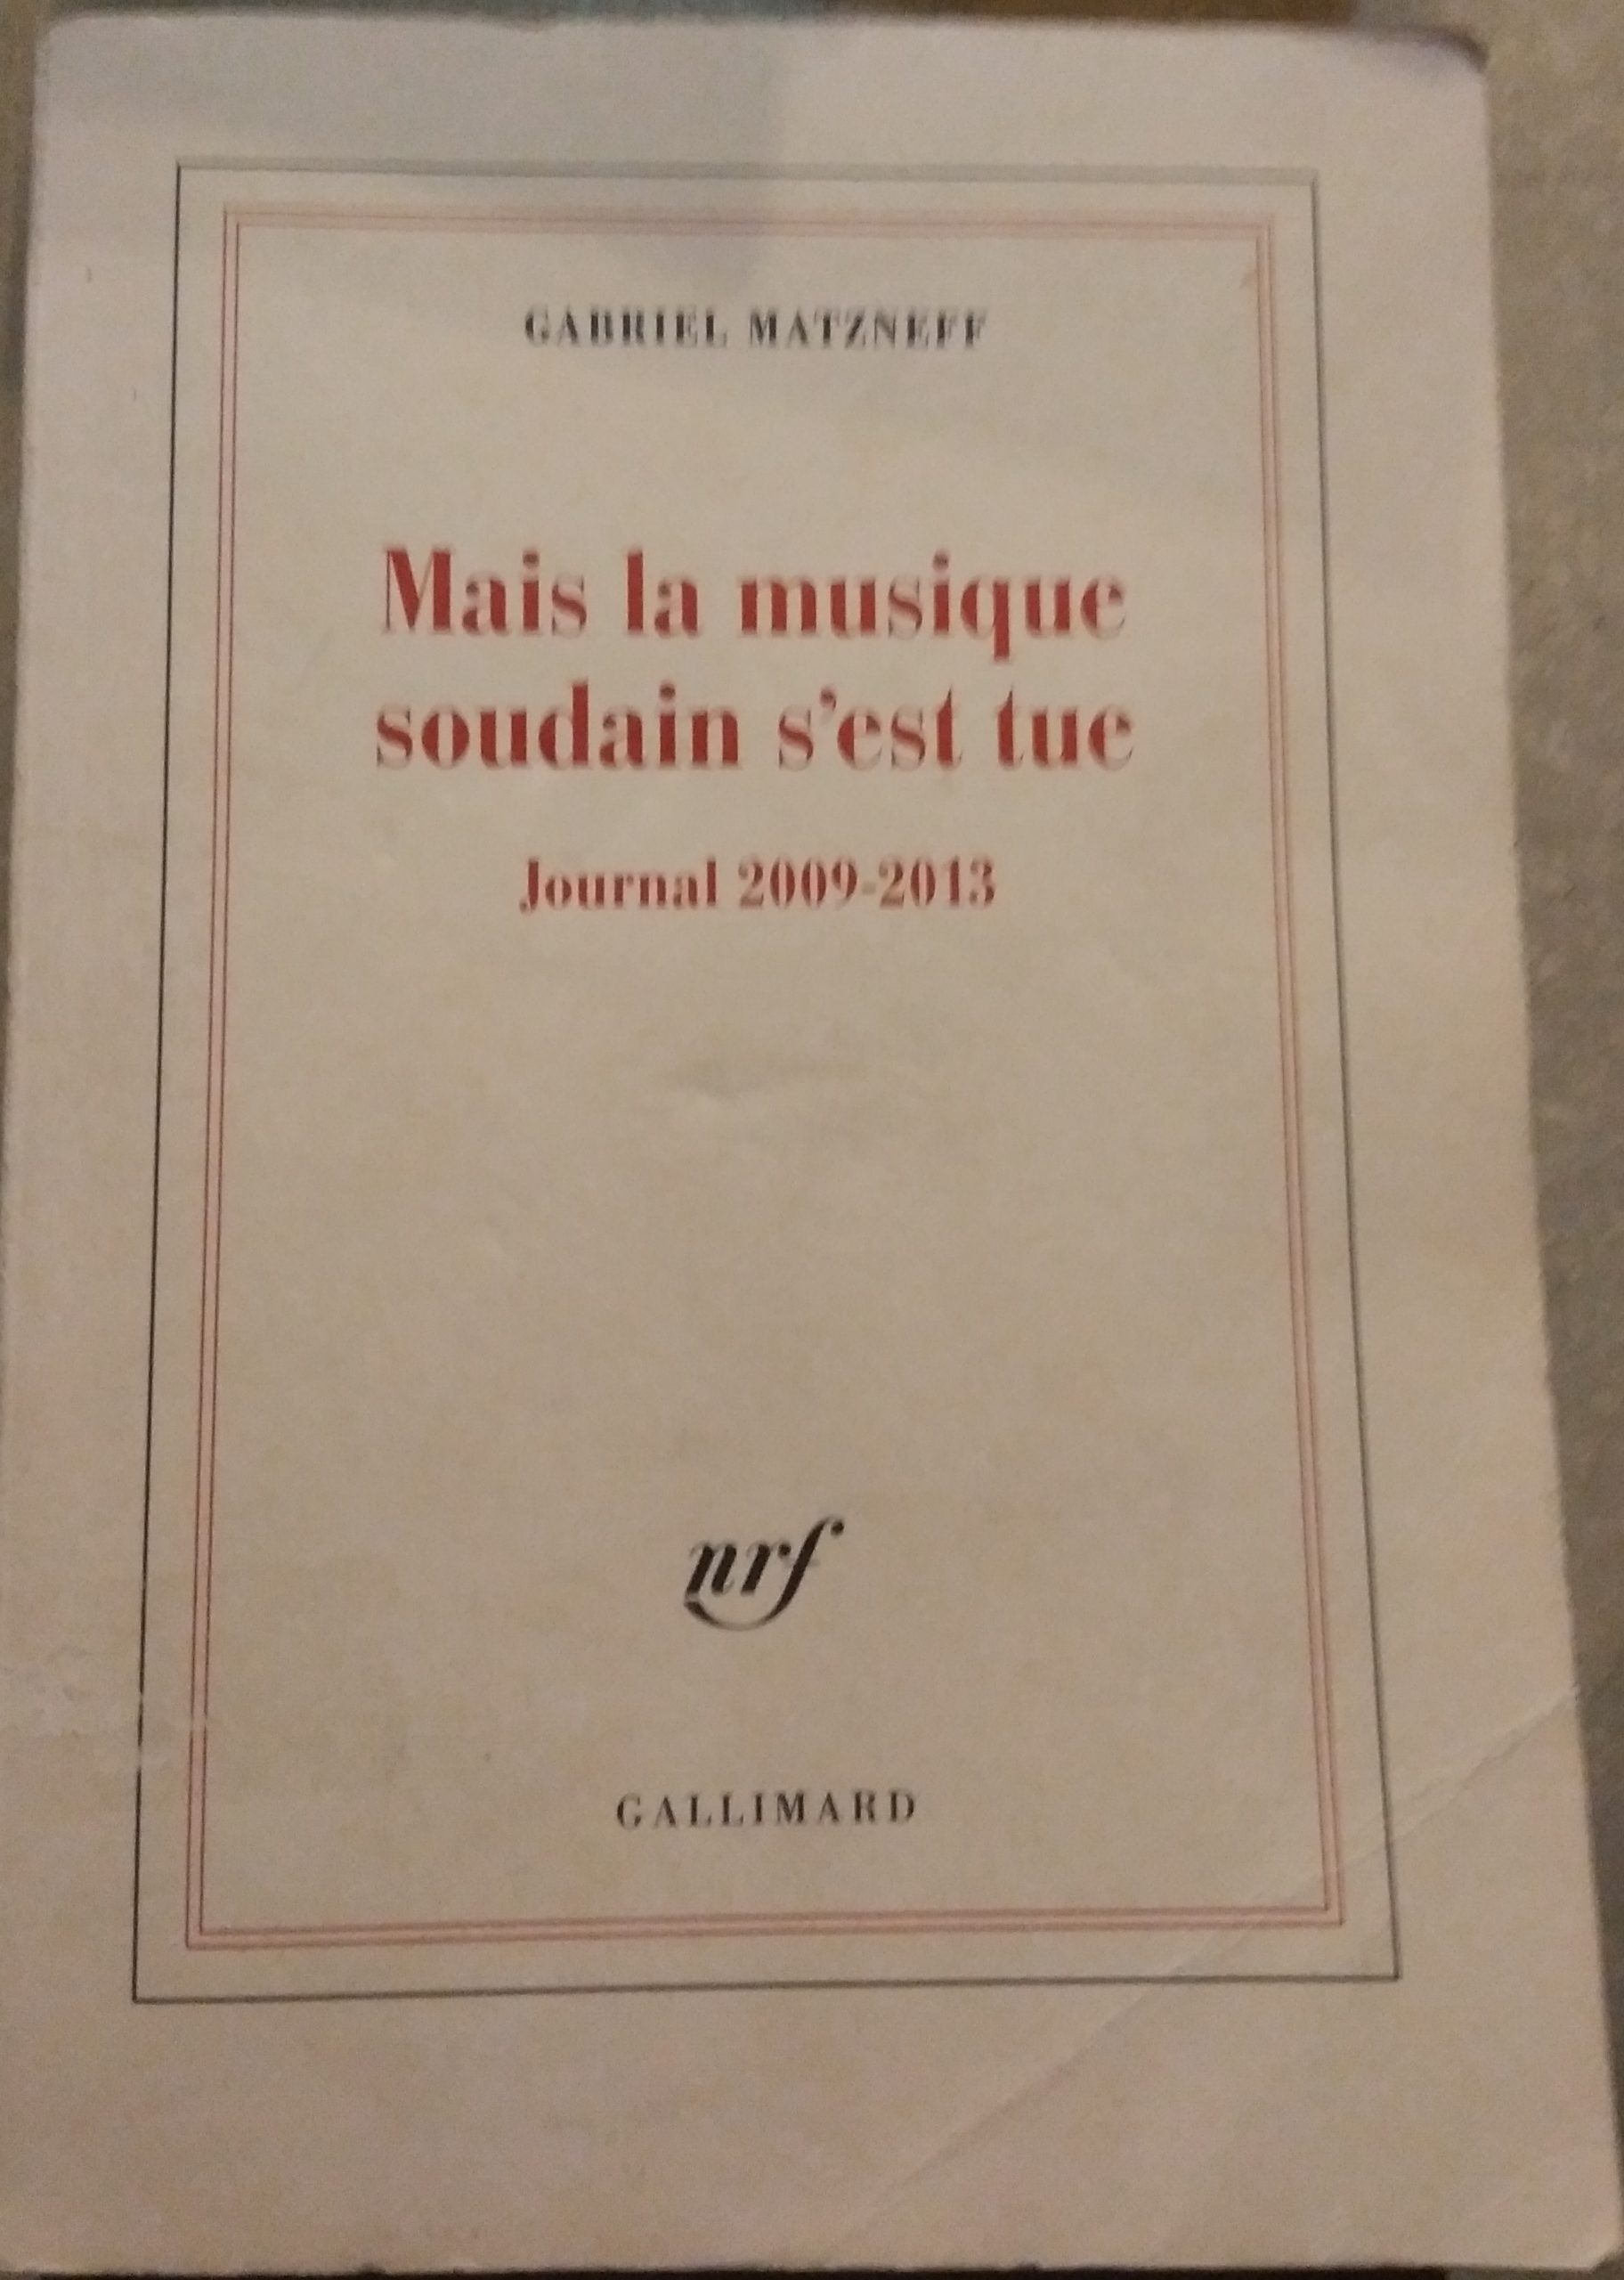 GABRIEL MATZNEFF
Mais la musique
soudain s'est tue
Journal 2009-2013
nrf
GALLIMARD